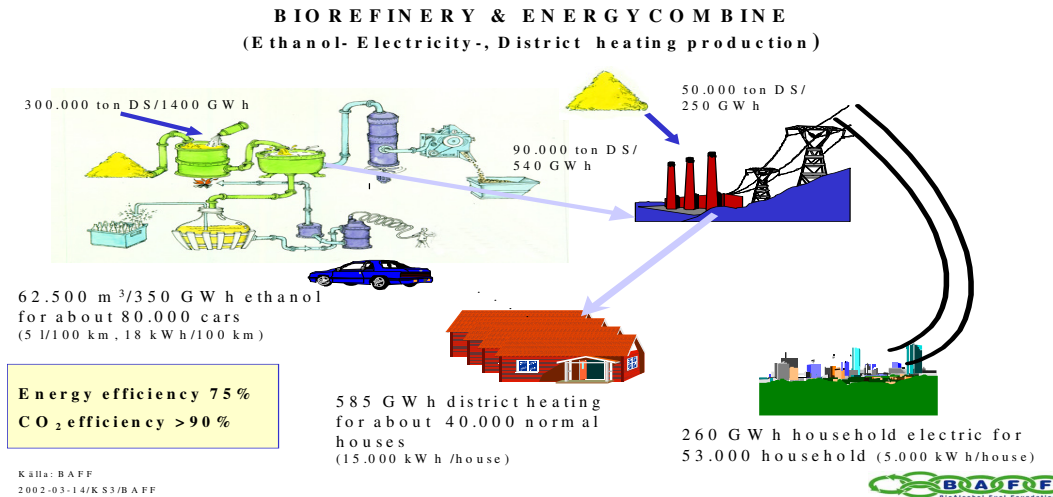 BIOREFINERY & ENERGYCOMBINE
(Ethanol- Electricity-, District heating production)
300.000 ton DS/1400 GWh
50.000 ton DS/
250 GWh
90.000 ton DS/
540 GWh
62.500 m³/350 GWh ethanol
for about 80.000 cars
(5 l/100 km, 18 kWh/100 km)
Energy efficiency 75%
CO₂ efficiency >90%
585 GWh district heating
for about 40.000 normal
houses
(15.000 kWh /house)
260 GWh household electric for
53.000 household (5.000 kWh/house)
Källa: BAFF
2002-03-14/KS3/BAFF
BAFF
BioAlcohol Fuel Foundation